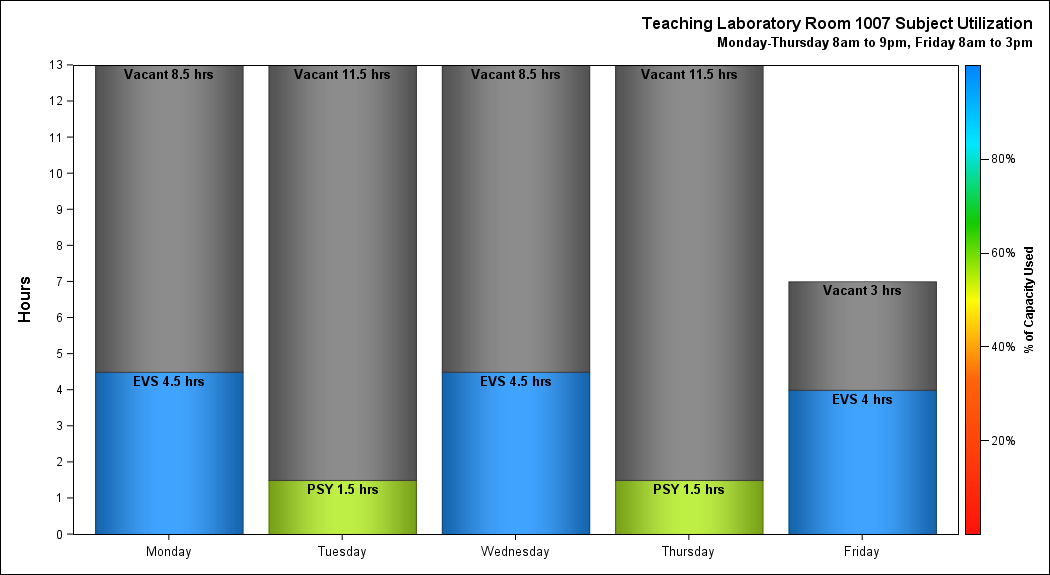 Teaching Laboratory Room 1007 Subject Utilization
Monday-Thursday 8am to 9pm, Friday 8am to 3pm
Hours
13
12
11
10
9
8
7
6
5
4
3
2
1
0
Vacant 8.5 hrs
EVS 4.5 hrs
Vacant 11.5 hrs
PSY 1.5 hrs
Vacant 8.5 hrs
EVS 4.5 hrs
Vacant 11.5 hrs
PSY 1.5 hrs
Vacant 3 hrs
EVS 4 hrs
Monday
Tuesday
Wednesday
Thursday
Friday
80%
60%
40%
20%
% of Capacity Used